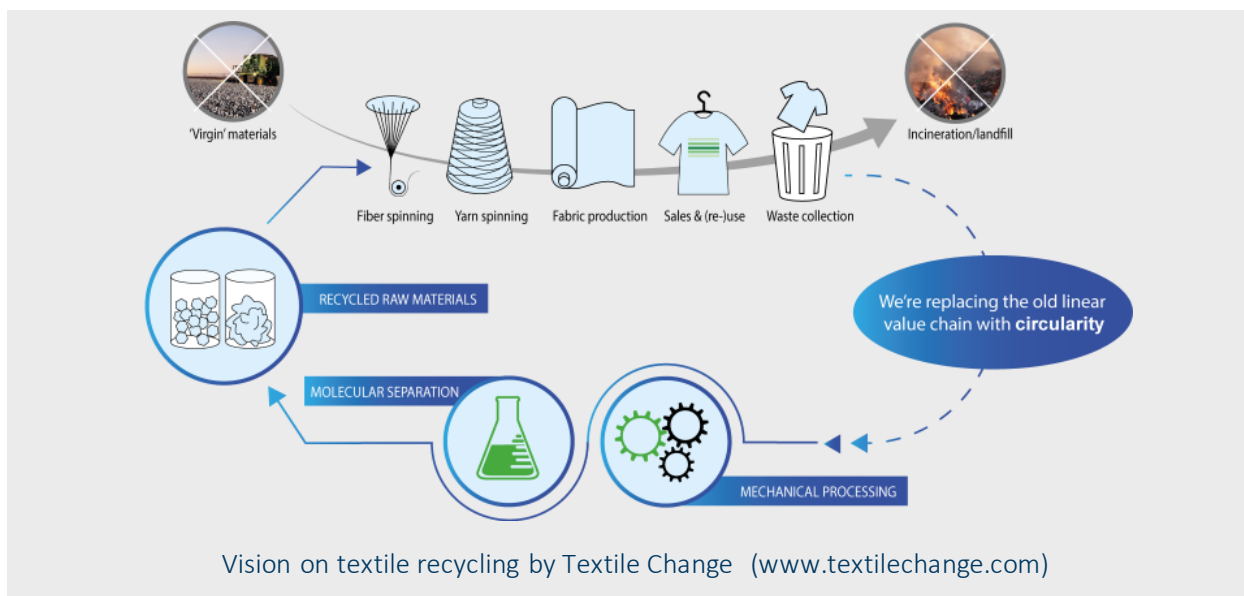 'Virgin' materials
Incineration/landfill
Fiber spinning
Yarn spinning
Fabric production
Sales & (re-)use
Waste collection
RECYCLED RAW MATERIALS
We're replacing the old linear
value chain with circularity
MOLECULAR SEPARATION
MECHANICAL PROCESSING
Vision on textile recycling by Textile Change (www.textilechange.com)